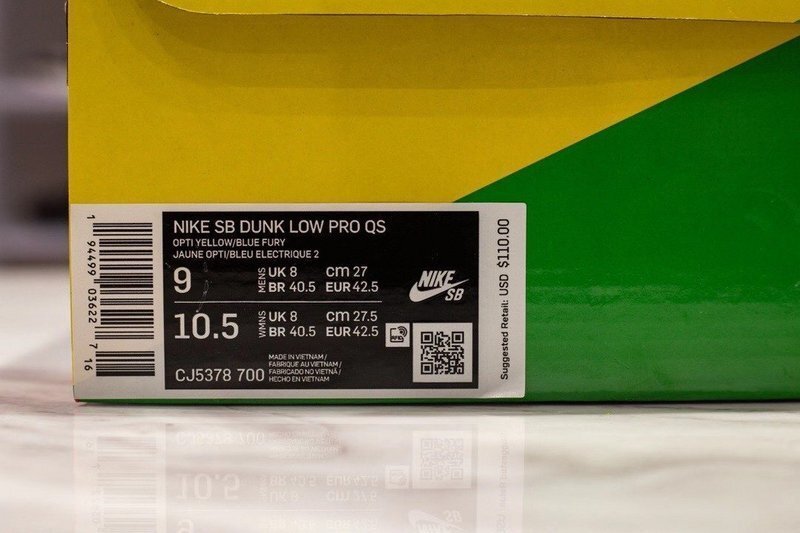 1 94499 03622 7 16
NIKE SB DUNK LOW PRO QS
OPTI YELLOW/BLUE FURY
JAUNE OPTI/BLEU ELECTRIQUE 2
9 MENS UK 8 CM 27
BR 40.5 EUR 42.5
10.5 WMNS UK 8 CM 27.5
BR 40.5 EUR 42.5
NIKE
SB
CJ5378 700
MADE IN VIETNAM/
FABRIQUE AU VIETNAM/
FABRICADO NO VIETNÃ/
HECHO EN VIETNAM
Suggested Retail: USD $110.00